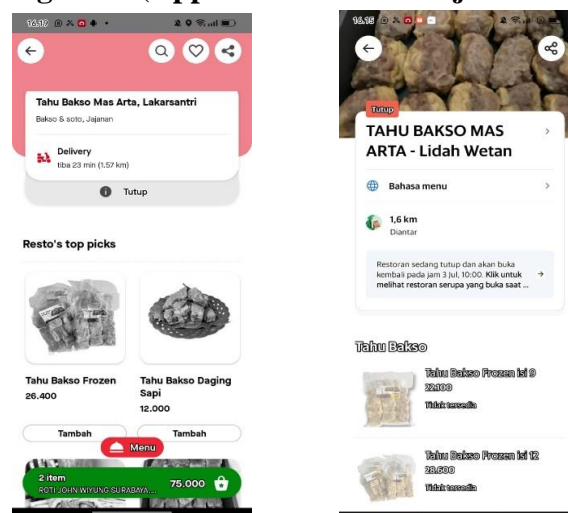 Tahu Bakso Mas Arta, Lakarsantri
Bakso & soto, Jajanan
Delivery
tiba 23 min (1.57 km)
Tutup
Resto's top picks
Tahu Bakso Frozen
26.400
Tambah
Tahu Bakso Daging
Sapi
12.000
Tambah
Menu
2 item
ROTI JOHN WIYUNG SURABAYA,...
75.000
16.15
Tutup
TAHU BAKSO MAS
ARTA - Lidah Wetan
Bahasa menu
1,6 km
Diantar
Restoran sedang tutup dan akan buka
kembali pada jam 3 Jul, 10:00. Klik untuk
melihat restoran serupa yang buka saat ...
Tahu Bakso
Tahu Bakso Frozen isi 9
22.100
Tidak tersedia
Tahu Bakso Frozen isi 12
28.600
Tidak tersedia